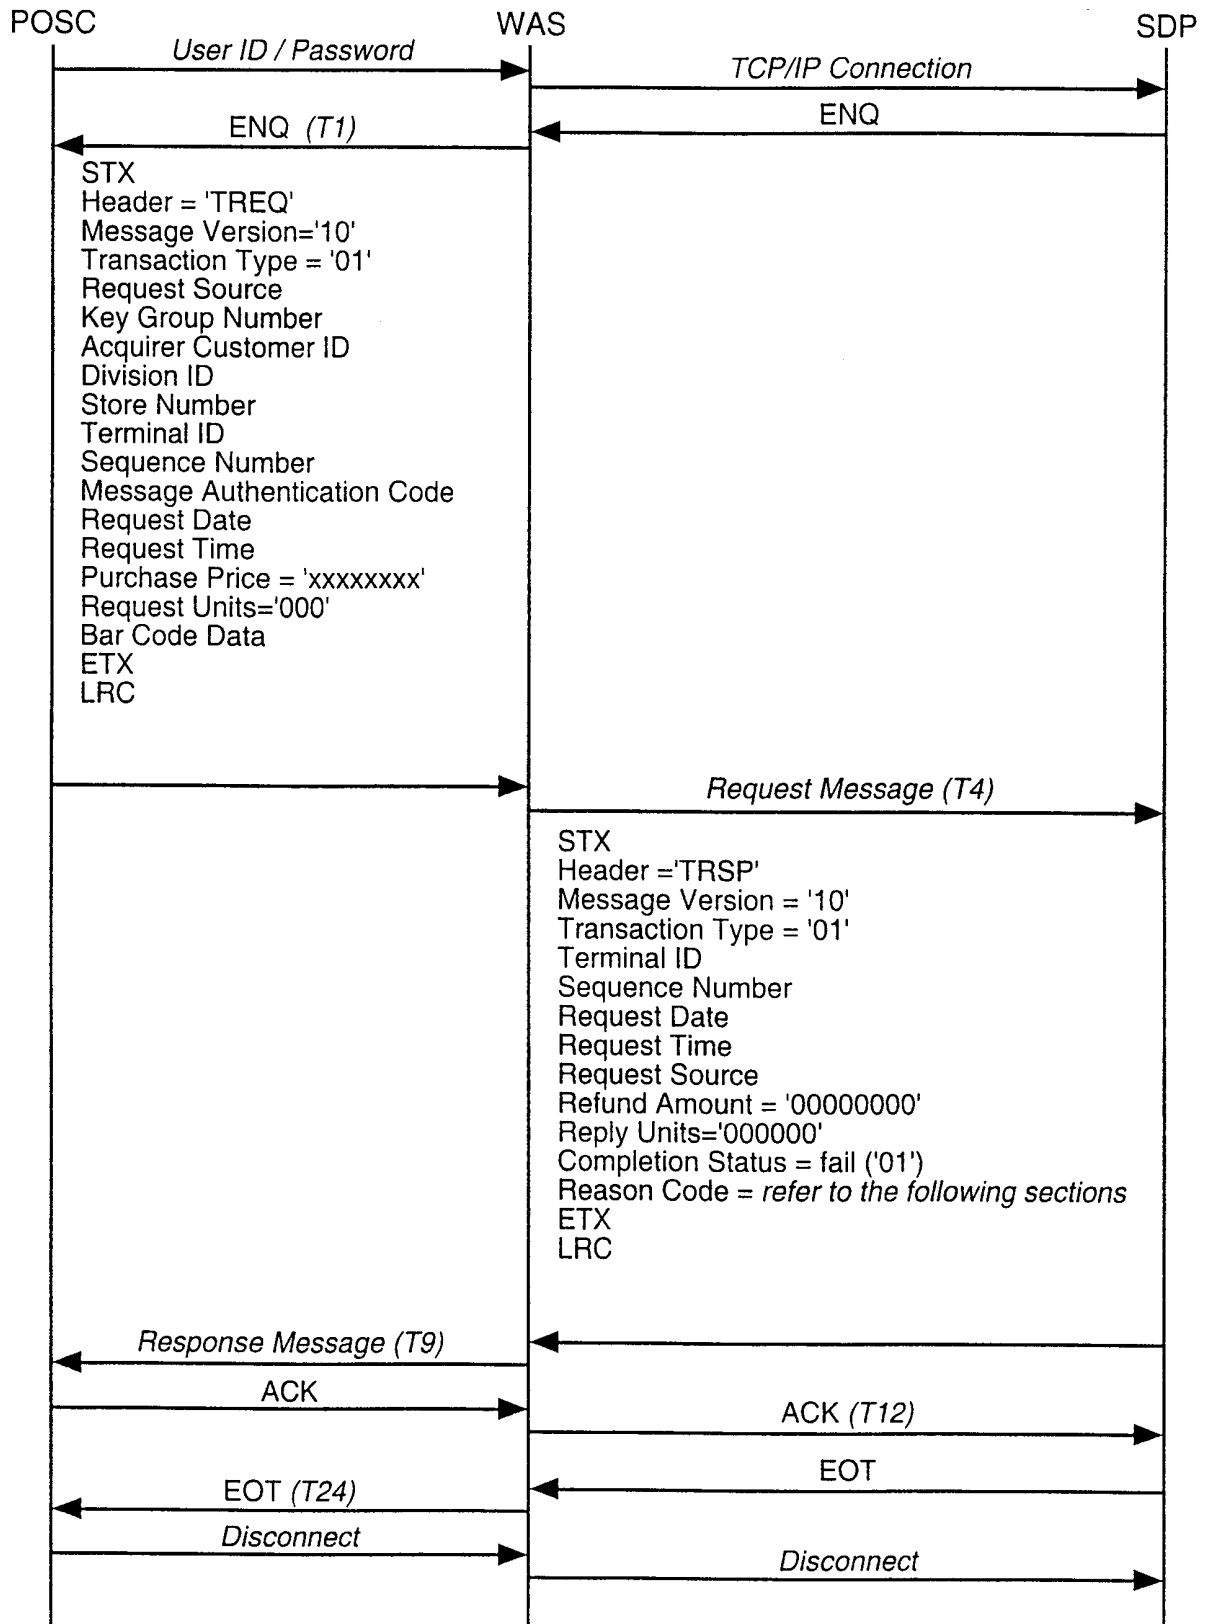 POSC
WAS
SDP
User ID / Password
TCP/IP Connection
ENQ
ENQ (T1)
STX
Header = 'TREQ'
Message Version='10'
Transaction Type = '01'
Request Source
Key Group Number
Acquirer Customer ID
Division ID
Store Number
Terminal ID
Sequence Number
Message Authentication Code
Request Date
Request Time
Purchase Price = 'xxxxxxxx'
Request Units='000'
Bar Code Data
ETX
LRC
Request Message (T4)
STX
Header ='TRSP'
Message Version = '10'
Transaction Type = '01'
Terminal ID
Sequence Number
Request Date
Request Time
Request Source
Refund Amount = '00000000'
Reply Units='000000'
Completion Status = fail ('01')
Reason Code = refer to the following sections
ETX
LRC
Response Message (T9)
ACK
ACK (T12)
EOT
EOT (T24)
Disconnect
Disconnect